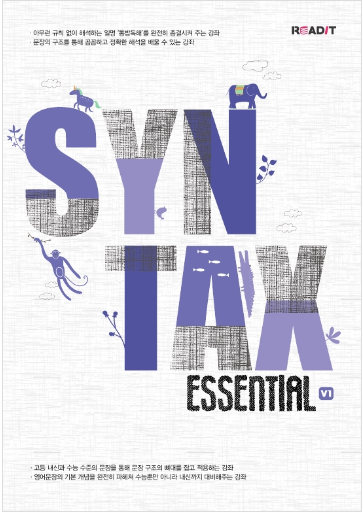 · 아무런 규칙 없이 해석하는 일명 '통밥독해'를 완전히 종결시켜 주는 강좌
· 문장의 구조를 통해 꼼꼼하고 정확한 해석을 배울 수 있는 강좌
READIT
SYN
TAX
ESSENTIAL V1
· 고등 내신과 수능 수준의 문장을 통해 문장 구조의 뼈대를 잡고 적용하는 강좌
· 영어문장의 기본 개념을 완전히 파헤쳐 수능뿐만 아니라 내신까지 대비해주는 강좌